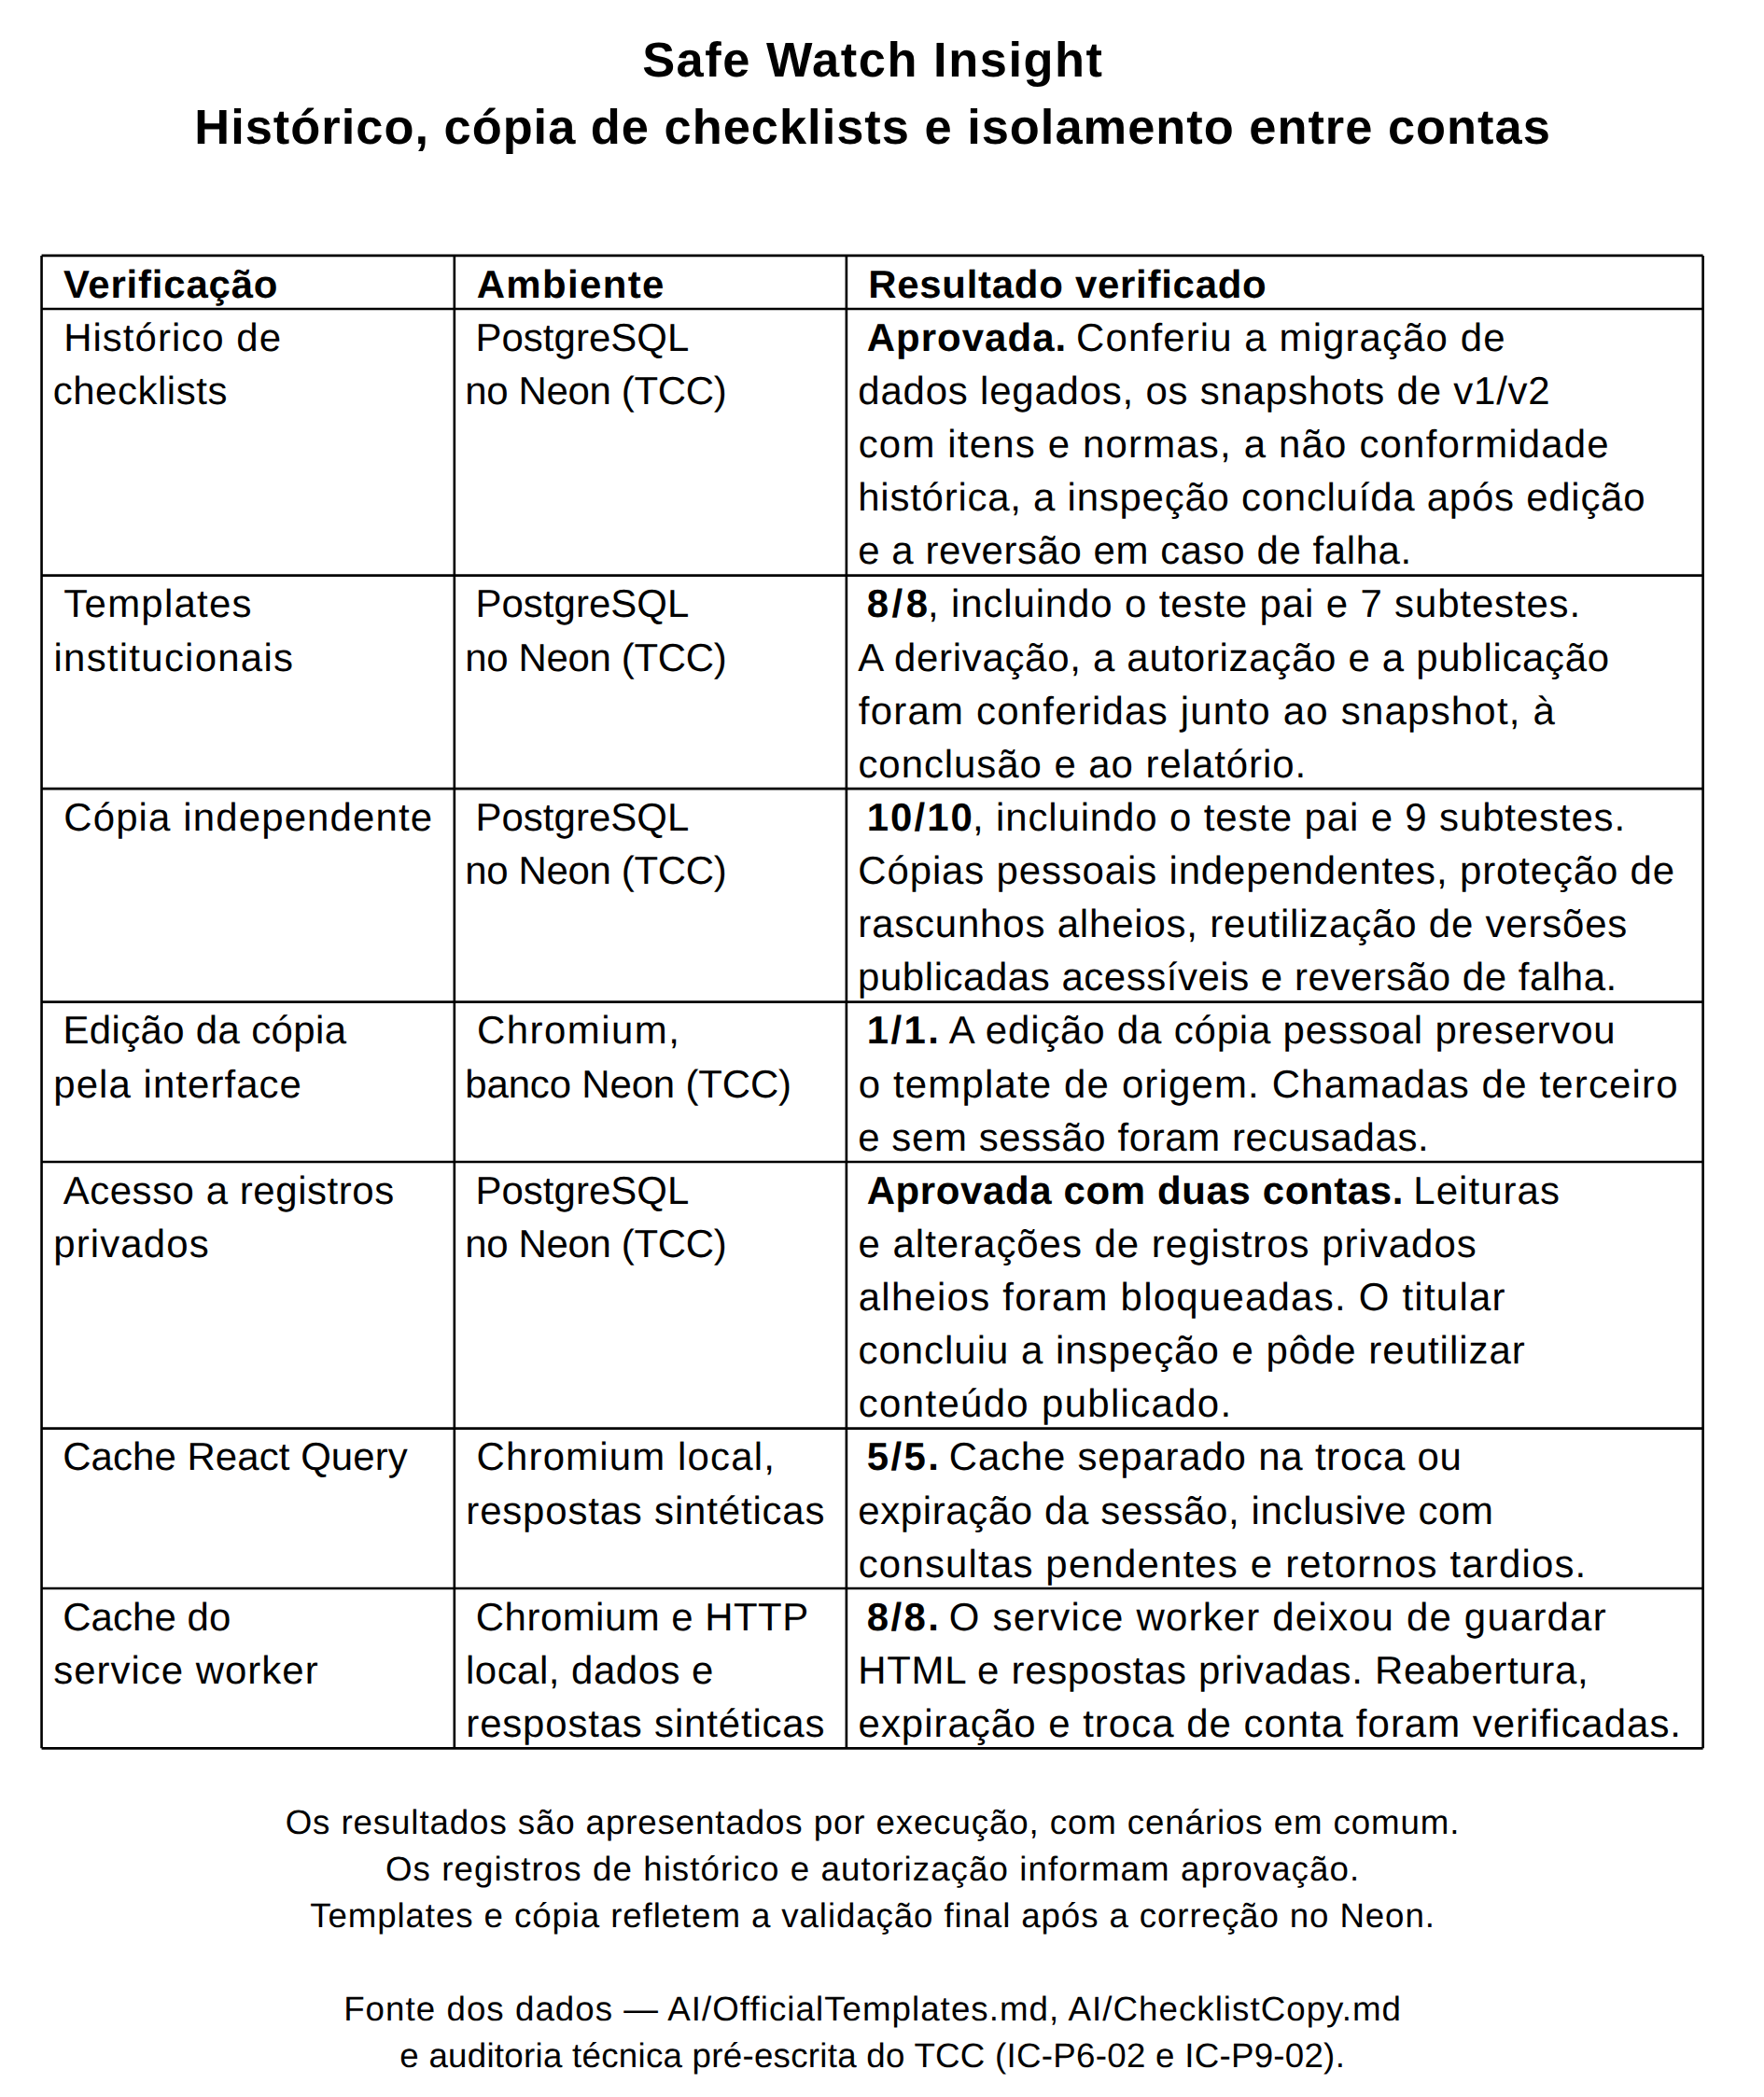 Safe Watch Insight
Histórico, cópia de checklists e isolamento entre contas
Verificação
Ambiente
Resultado verificado
Histórico de
checklists
PostgreSQL
no Neon (TCC)
Aprovada. Conferiu a migração de
dados legados, os snapshots de v1/v2
com itens e normas, a não conformidade
histórica, a inspeção concluída após edição
e a reversão em caso de falha.
Templates
institucionais
PostgreSQL
no Neon (TCC)
8/8, incluindo o teste pai e 7 subtestes.
A derivação, a autorização e a publicação
foram conferidas junto ao snapshot, à
conclusão e ao relatório.
Cópia independente
PostgreSQL
no Neon (TCC)
10/10, incluindo o teste pai e 9 subtestes.
Cópias pessoais independentes, proteção de
rascunhos alheios, reutilização de versões
publicadas acessíveis e reversão de falha.
Edição da cópia
pela interface
Chromium,
banco Neon (TCC)
1/1. A edição da cópia pessoal preservou
o template de origem. Chamadas de terceiro
e sem sessão foram recusadas.
Acesso a registros
privados
PostgreSQL
no Neon (TCC)
Aprovada com duas contas. Leituras
e alterações de registros privados
alheios foram bloqueadas. O titular
concluiu a inspeção e pôde reutilizar
conteúdo publicado.
Cache React Query
Chromium local,
respostas sintéticas
5/5. Cache separado na troca ou
expiração da sessão, inclusive com
consultas pendentes e retornos tardios.
Cache do
service worker
Chromium e HTTP
local, dados e
respostas sintéticas
8/8. O service worker deixou de guardar
HTML e respostas privadas. Reabertura,
expiração e troca de conta foram verificadas.
Os resultados são apresentados por execução, com cenários em comum.
Os registros de histórico e autorização informam aprovação.
Templates e cópia refletem a validação final após a correção no Neon.
Fonte dos dados — AI/OfficialTemplates.md, AI/ChecklistCopy.md
e auditoria técnica pré-escrita do TCC (IC-P6-02 e IC-P9-02).